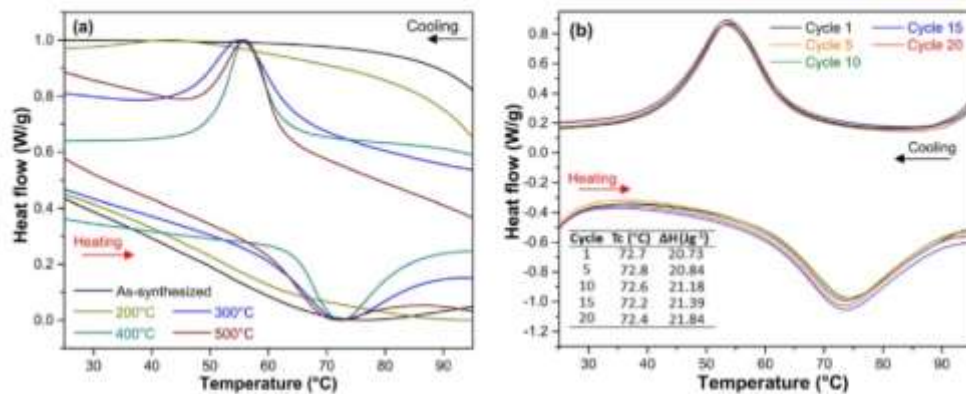 (a)
Cooling
1.0
0.8
0.6
0.4
0.2
0.0
Heat flow (W/g)
Heating
As-synthesized
200°C
300°C
400°C
500°C
30
40
50
60
70
80
90
Temperature (°C)
(b)
Cycle 1
Cycle 15
Cycle 5
Cycle 20
Cycle 10
0.8
0.6
0.4
0.2
0.0
-0.2
-0.4
-0.6
-0.8
-1.0
-1.2
Heat flow (W/g)
Cooling
Heating
Cycle Tc (°C) ΔH(Jg⁻¹)
1 72.7 20.73
5 72.8 20.84
10 72.6 21.18
15 72.2 21.39
20 72.4 21.84
30
40
50
60
70
80
90
Temperature (°C)